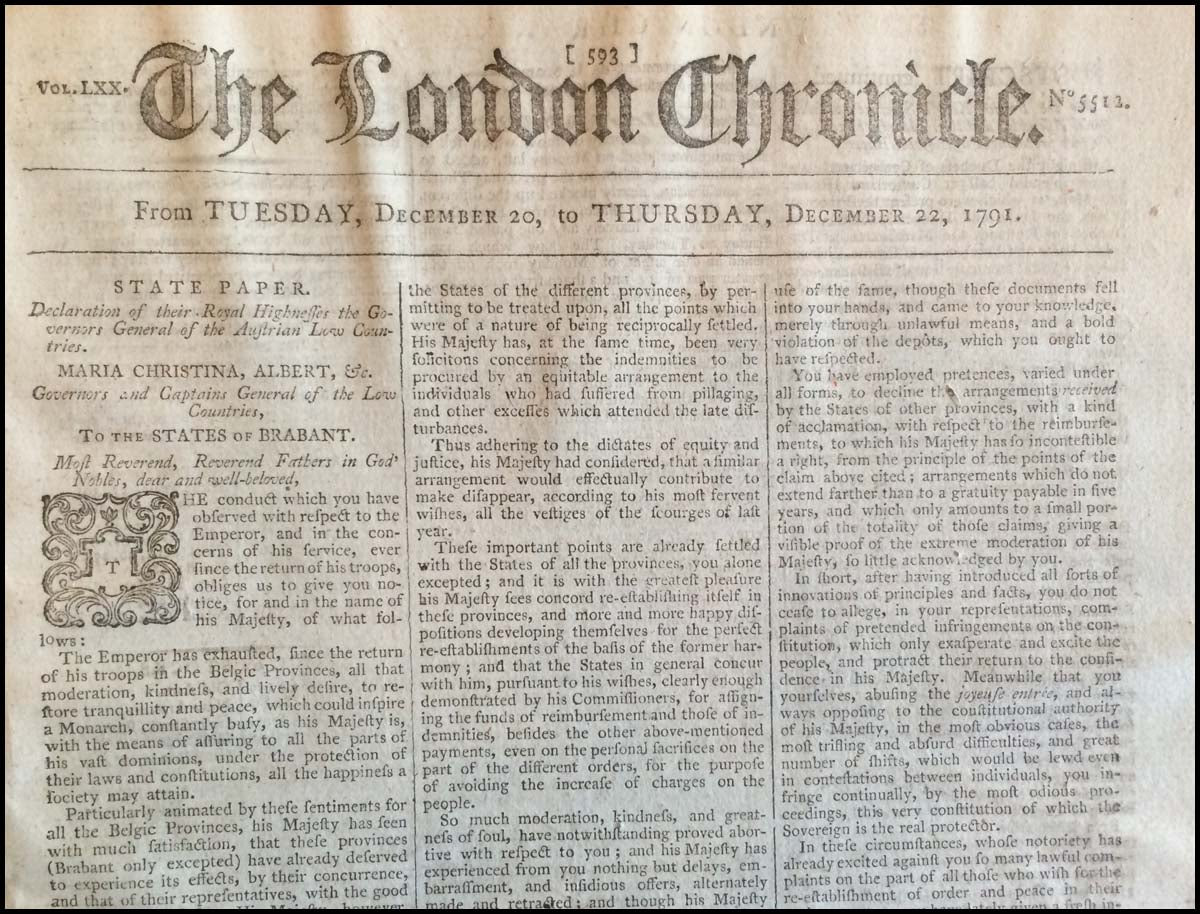 [ 593 ]
VOL. LXX.
The London Chronicle.
Nº 5513.
From TUESDAY, DECEMBER 20, to THURSDAY, DECEMBER 22, 1791.
STATE PAPER.
Declaration of their Royal Highneſſes the Go-
vernors General of the Auſtrian Low Coun-
tries.
MARIA CHRISTINA, ALBERT, &c.
Governors and Captains General of the Low
Countries,
To the STATES of BRABANT.
Moſt Reverend, Reverend Fathers in God'
Nobles, dear and well-beloved,
THE conduct which you have
obſerved with reſpect to the
Emperor, and in the con-
cerns of his ſervice, ever
ſince the return of his troops,
obliges us to give you no-
tice, for and in the name of
his Majeſty, of what fol-
lows:
The Emperor has exhauſted, ſince the return
of his troops in the Belgic Provinces, all that
moderation, kindneſs, and lively deſire, to re-
ſtore tranquillity and peace, which could inſpire
a Monarch, conſtantly buſy, as his Majeſty is,
with the means of aſſuring to all the parts of
his vaſt dominions, under the protection of
their laws and conſtitutions, all the happineſs a
ſociety may attain.
Particularly animated by theſe ſentiments for
all the Belgic Provinces, his Majeſty has ſeen
with much ſatisfaction, that theſe provinces
(Brabant only excepted) have already deſerved
to experience its effects, by their concurrence,
and that of their repreſentatives, with the good
His Majeſty however
the States of the different provinces, by per-
mitting to be treated upon, all the points which
were of a nature of being reciprocally ſettled.
His Majeſty has, at the ſame time, been very
ſolicitons concerning the indemnities to be
procured by an equitable arrangement to the
individuals who had ſuffered from pillaging,
and other exceſſes which attended the late diſ-
turbances.
Thus adhering to the dictates of equity and
juſtice, his Majeſty had conſidered, that a ſimilar
arrangement would effectually contribute to
make diſappear, according to his moſt fervent
wiſhes, all the veſtiges of the ſcourges of laſt
year.
Theſe important points are already ſettled
with the States of all the provinces, you alone
excepted; and it is with the greateſt pleaſure
his Majeſty ſees concord re-eſtabliſhing itſelf in
theſe provinces, and more and more happy diſ-
poſitions developing themſelves for the perfect
re-eſtabliſhments of the baſis of the former har-
mony; and that the States in general concur
with him, purſuant to his wiſhes, clearly enough
demonſtrated by his Commiſſioners, for aſſign-
ing the funds of reimburſement and thoſe of in-
demnities, beſides the other above-mentioned
payments, even on the perſonal ſacrifices on the
part of the different orders, for the purpoſe
of avoiding the increaſe of charges on the
people.
So much moderation, kindneſs, and great-
neſs of ſoul, have notwithſtanding proved abor-
tive with reſpect to you; and his Majeſty has
experienced from you nothing but delays, em-
barraſſment, and inſidious offers, alternately
made and retracted; and though his Majeſty
uſe of the ſame, though theſe documents fell
into your hands, and came to your knowledge,
merely through unlawful means, and a bold
violation of the depôts, which you ought to
have reſpected.
You have employed pretences, varied under
all forms, to decline the arrangements received
by the States of other provinces, with a kind
of acclamation, with reſpect to the reimburſe-
ments, to which his Majeſty has ſo inconteſtible
a right, from the principle of the points of the
claim above cited; arrangements which do not
extend farther than to a gratuity payable in five
years, and which only amounts to a ſmall por-
tion of the totality of thoſe claims, giving a
viſible proof of the extreme moderation of his
Majeſty, ſo little acknowledged by you.
In ſhort, after having introduced all ſorts of
innovations of principles and facts, you do not
ceaſe to allege, in your repreſentations, com-
plaints of pretended infringements on the con-
ſtitution, which only exaſperate and excite the
people, and protract their return to the confi-
dence in his Majeſty. Meanwhile that you
yourſelves, abuſing the joyeuſe entrée, and al-
ways oppoſing to the conſtitutional authority
of his Majeſty, in the moſt obvious caſes, the
moſt trifling and abſurd difficulties, and great
number of ſhifts, which would be lewd even
in conteſtations between individuals, you in-
fringe continually, by the moſt odious pro-
ceedings, this very conſtitution of which the
Sovereign is the real protector.
In theſe circumſtances, whoſe notoriety has
already excited againſt you ſo many lawful com-
plaints on the part of all thoſe who wiſh for the
re-eſtabliſhment of order and peace in their